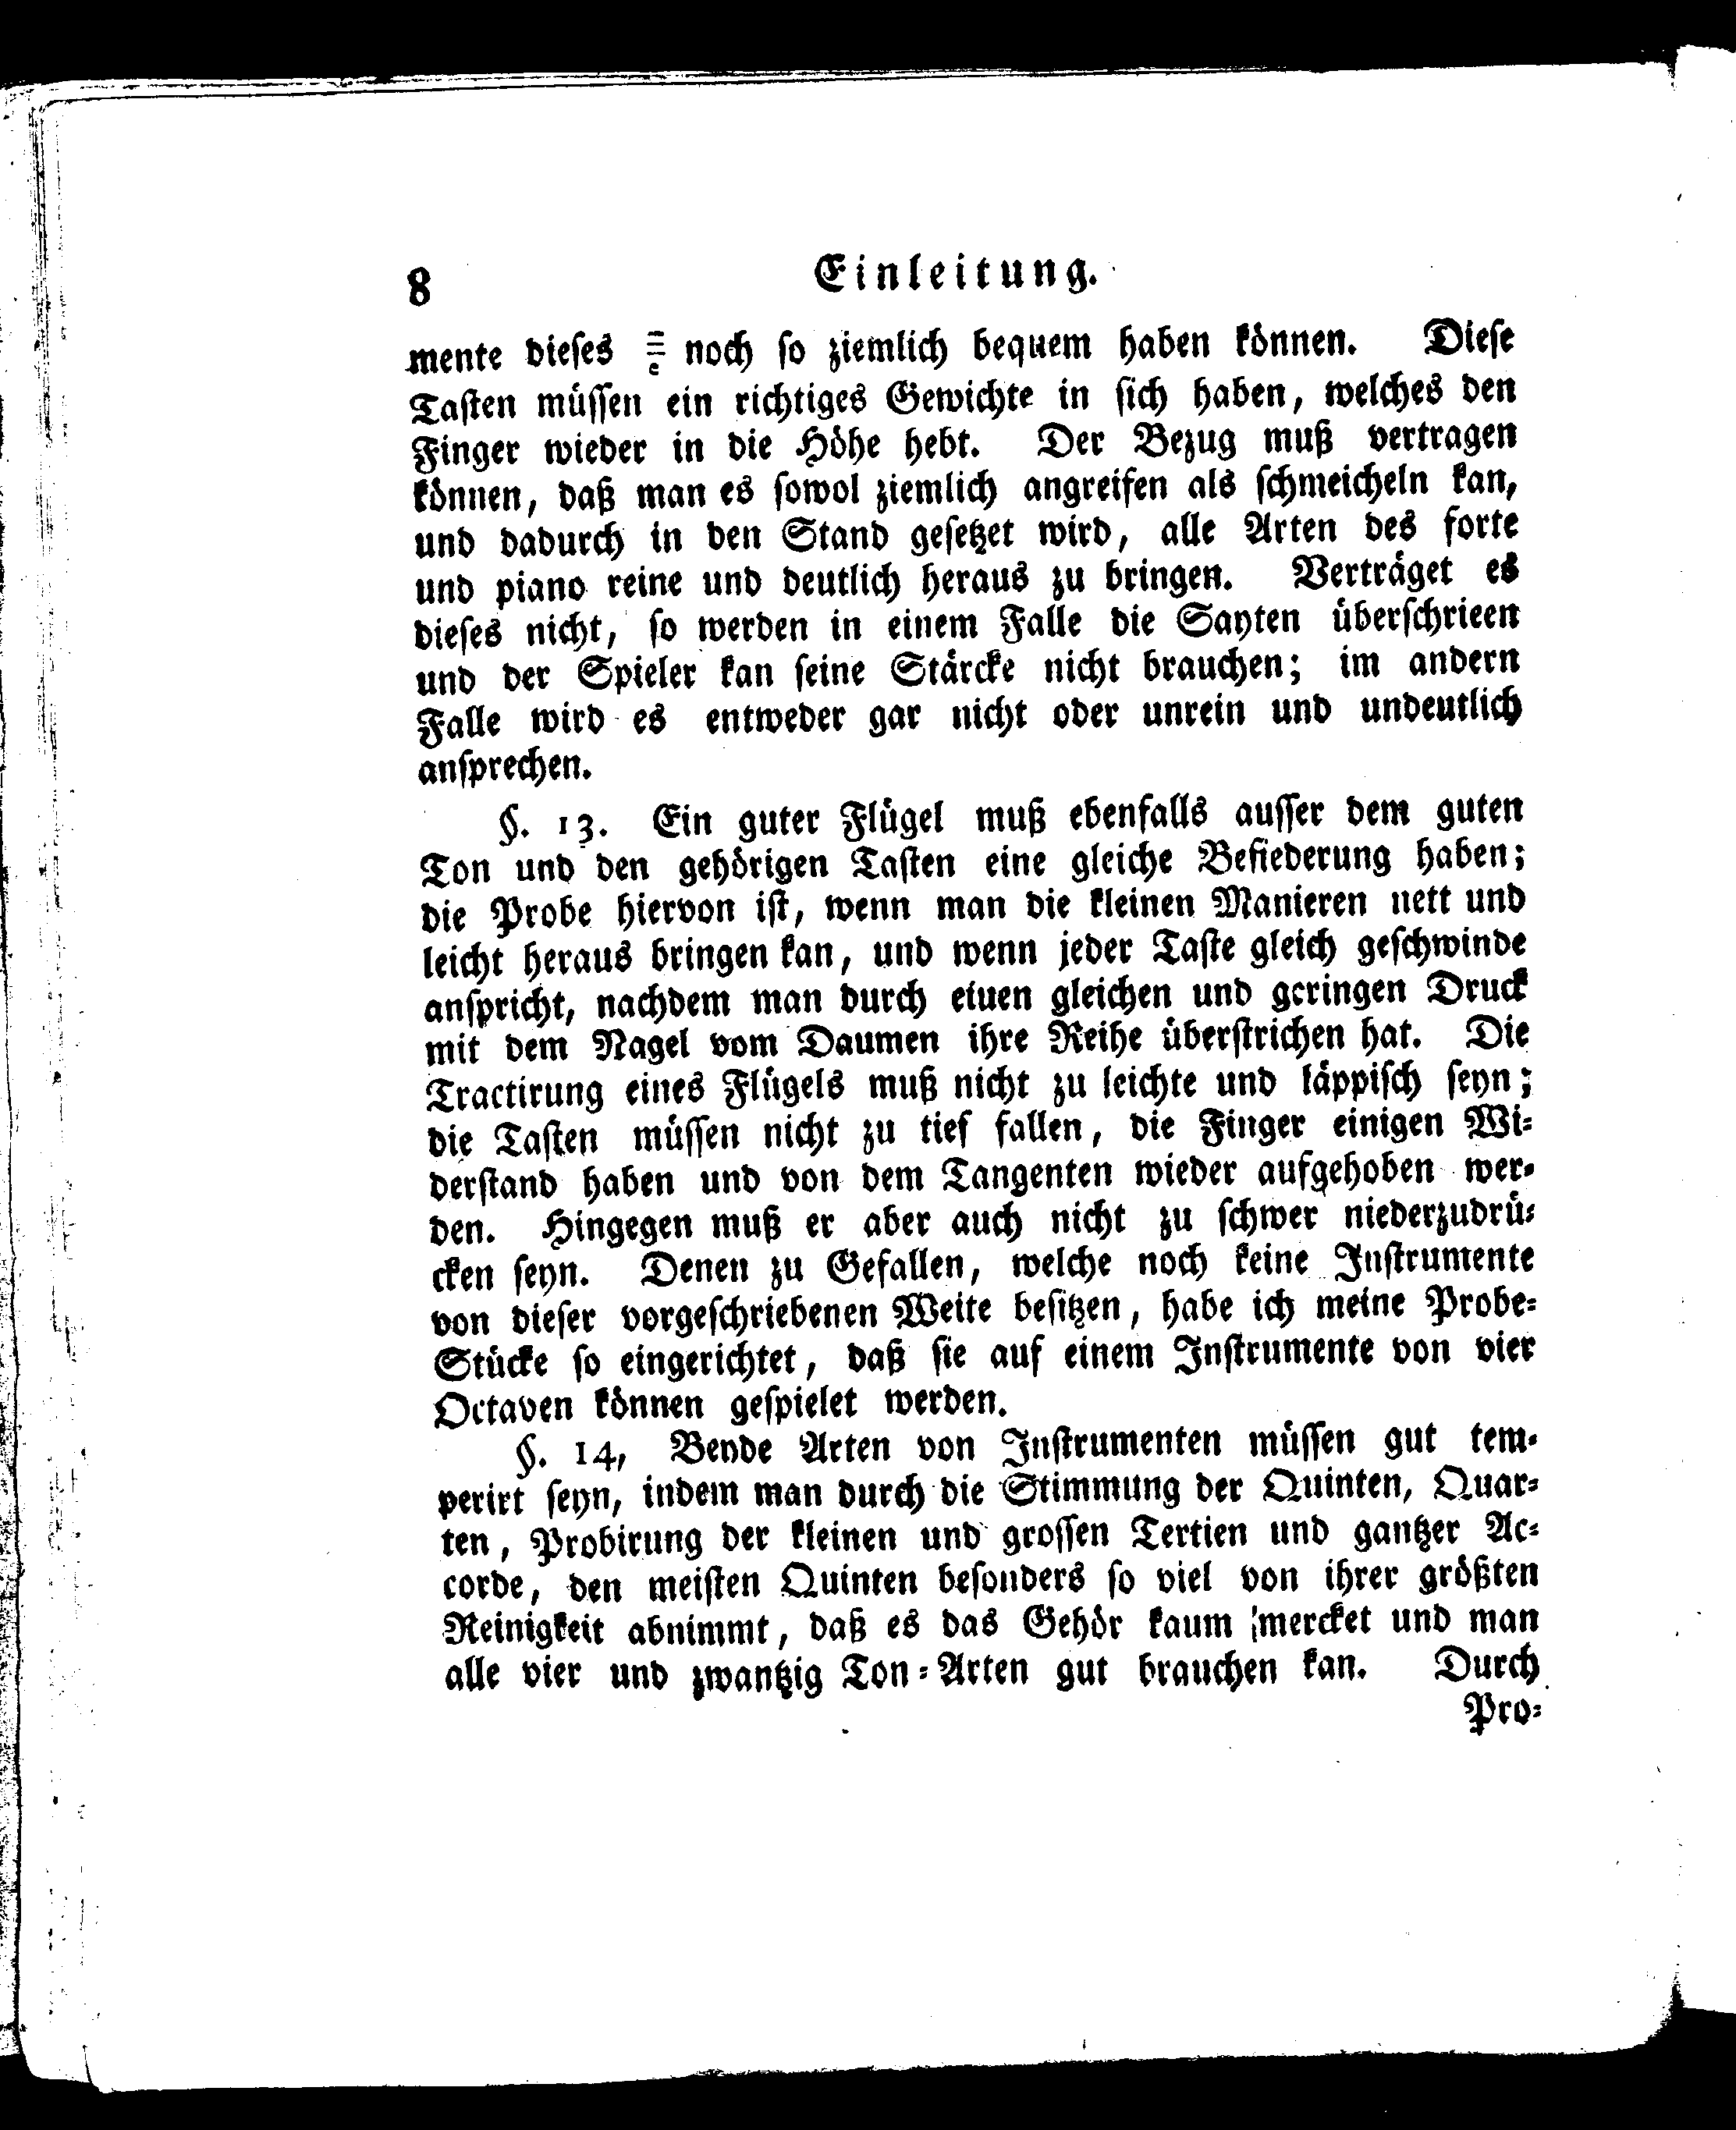 8 Einleitung.
mente dieses noch so ziemlich bequem haben können. Diese
Tasten müssen ein richtiges Gewichte in sich haben, welches den
Finger wieder in die Höhe hebt. Der Bezug muß vertragen
können, daß man es sowol ziemlich angreifen als schmeicheln kan,
und dadurch in den Stand gesetzet wird, alle Arten des forte
und piano reine und deutlich heraus zu bringen. Verträget es
dieses nicht, so werden in einem Falle die Sayten überschrieen
und der Spieler kan seine Stärcke nicht brauchen; im andern
Falle wird es entweder gar nicht oder unrein und undeutlich
ansprechen.
§. 13. Ein guter Flügel muß ebenfalls ausser dem guten
Ton und den gehörigen Tasten eine gleiche Befiederung haben;
die Probe hiervon ist, wenn man die kleinen Manieren nett und
leicht heraus bringen kan, und wenn jeder Taste gleich geschwinde
anspricht, nachdem man durch einen gleichen und geringen Druck
mit dem Nagel vom Daumen ihre Reihe überstrichen hat. Die
Tractirung eines Flügels muß nicht zu leichte und läppisch seyn;
die Tasten müssen nicht zu tief fallen, die Finger einigen Wi-
derstand haben und von dem Tangenten wieder aufgehoben wer-
den. Hingegen muß er aber auch nicht zu schwer niederzudrü-
cken seyn. Denen zu Gefallen, welche noch keine Instrumente
von dieser vorgeschriebenen Weite besitzen, habe ich meine Probe-
Stücke so eingerichtet, daß sie auf einem Instrumente von vier
Octaven können gespielet werden.
§. 14, Beyde Arten von Instrumenten müssen gut tem-
perirt seyn, indem man durch die Stimmung der Quinten, Quar-
ten, Probirung der kleinen und grossen Tertien und gantzer Ac-
corde, den meisten Quinten besonders so viel von ihrer größten
Reinigkeit abnimmt, daß es das Gehör kaum mercket und man
alle vier und zwantzig Ton-Arten gut brauchen kan. Durch
Pro-